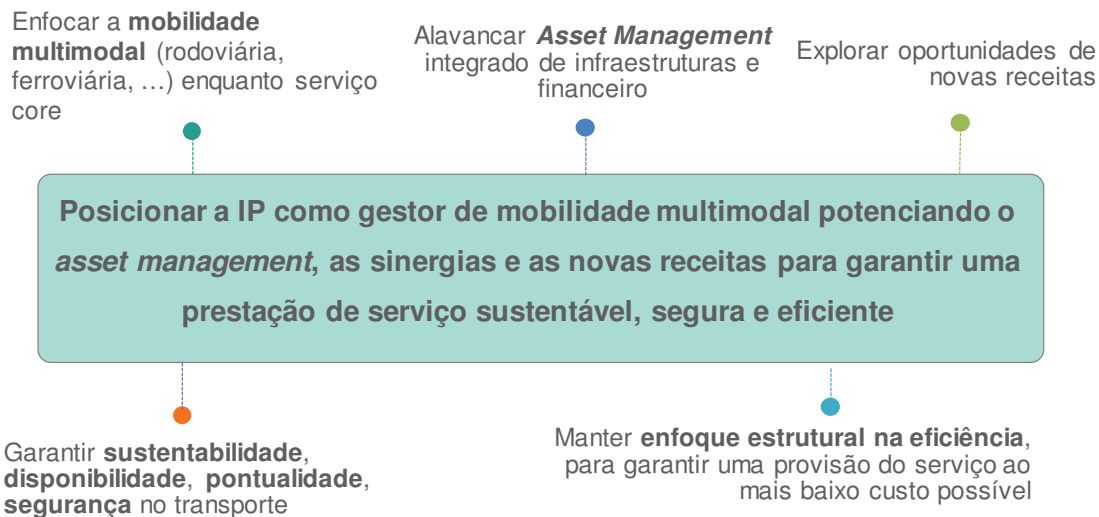 Enfocar a mobilidade
multimodal (rodoviária,
ferroviária, …) enquanto serviço
core
Alavancar Asset Management
integrado de infraestruturas e
financeiro
Explorar oportunidades de
novas receitas
Posicionar a IP como gestor de mobilidade multimodal potenciando o
asset management, as sinergias e as novas receitas para garantir uma
prestação de serviço sustentável, segura e eficiente
Garantir sustentabilidade,
disponibilidade, pontualidade,
segurança no transporte
Manter enfoque estrutural na eficiência,
para garantir uma provisão do serviço ao
mais baixo custo possível